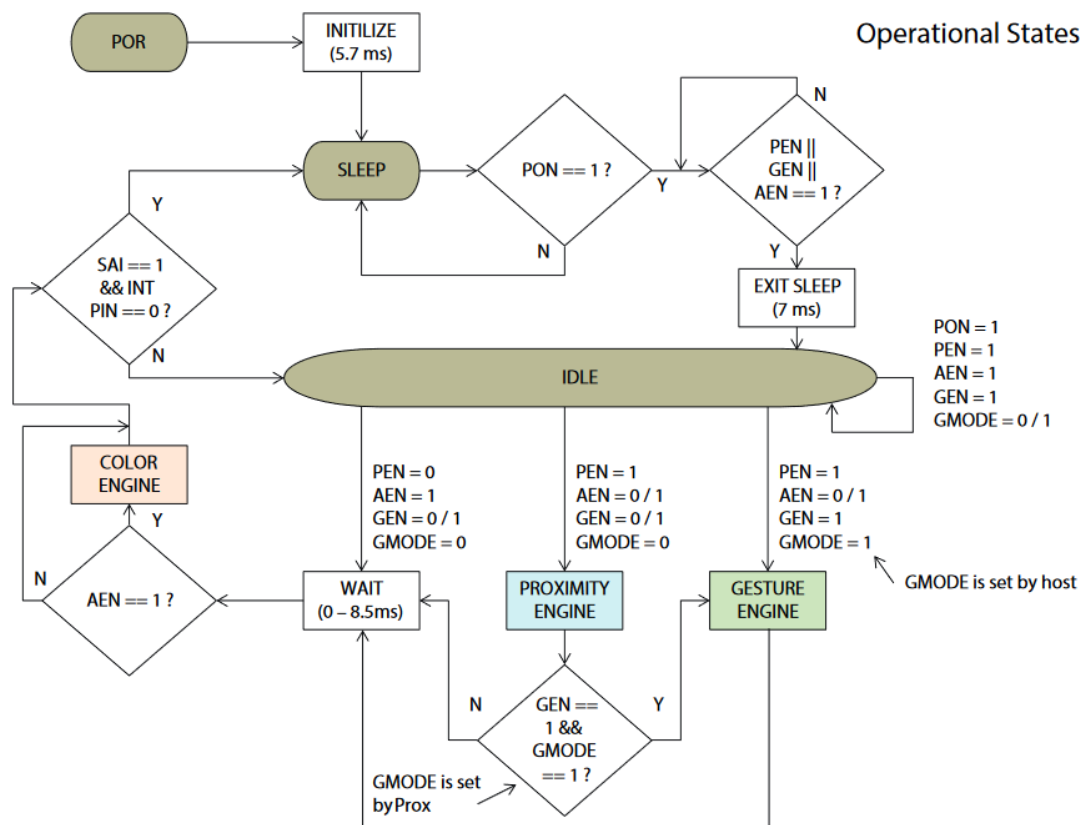 Operational States
POR
INITILIZE
(5.7 ms)
SLEEP
PON == 1 ?
Y
N
PEN ||
GEN ||
AEN == 1 ?
N
Y
EXIT SLEEP
(7 ms)
Y
SAI == 1
&& INT
PIN == 0 ?
N
IDLE
PON = 1
PEN = 1
AEN = 1
GEN = 1
GMODE = 0 / 1
PEN = 0
AEN = 1
GEN = 0 / 1
GMODE = 0
PEN = 1
AEN = 0 / 1
GEN = 0 / 1
GMODE = 0
PEN = 1
AEN = 0 / 1
GEN = 1
GMODE = 1
GMODE is set by host
COLOR
ENGINE
Y
N
AEN == 1 ?
WAIT
(0 – 8.5ms)
PROXIMITY
ENGINE
GESTURE
ENGINE
N
GEN ==
1 &&
GMODE
== 1 ?
Y
GMODE is set
by Prox